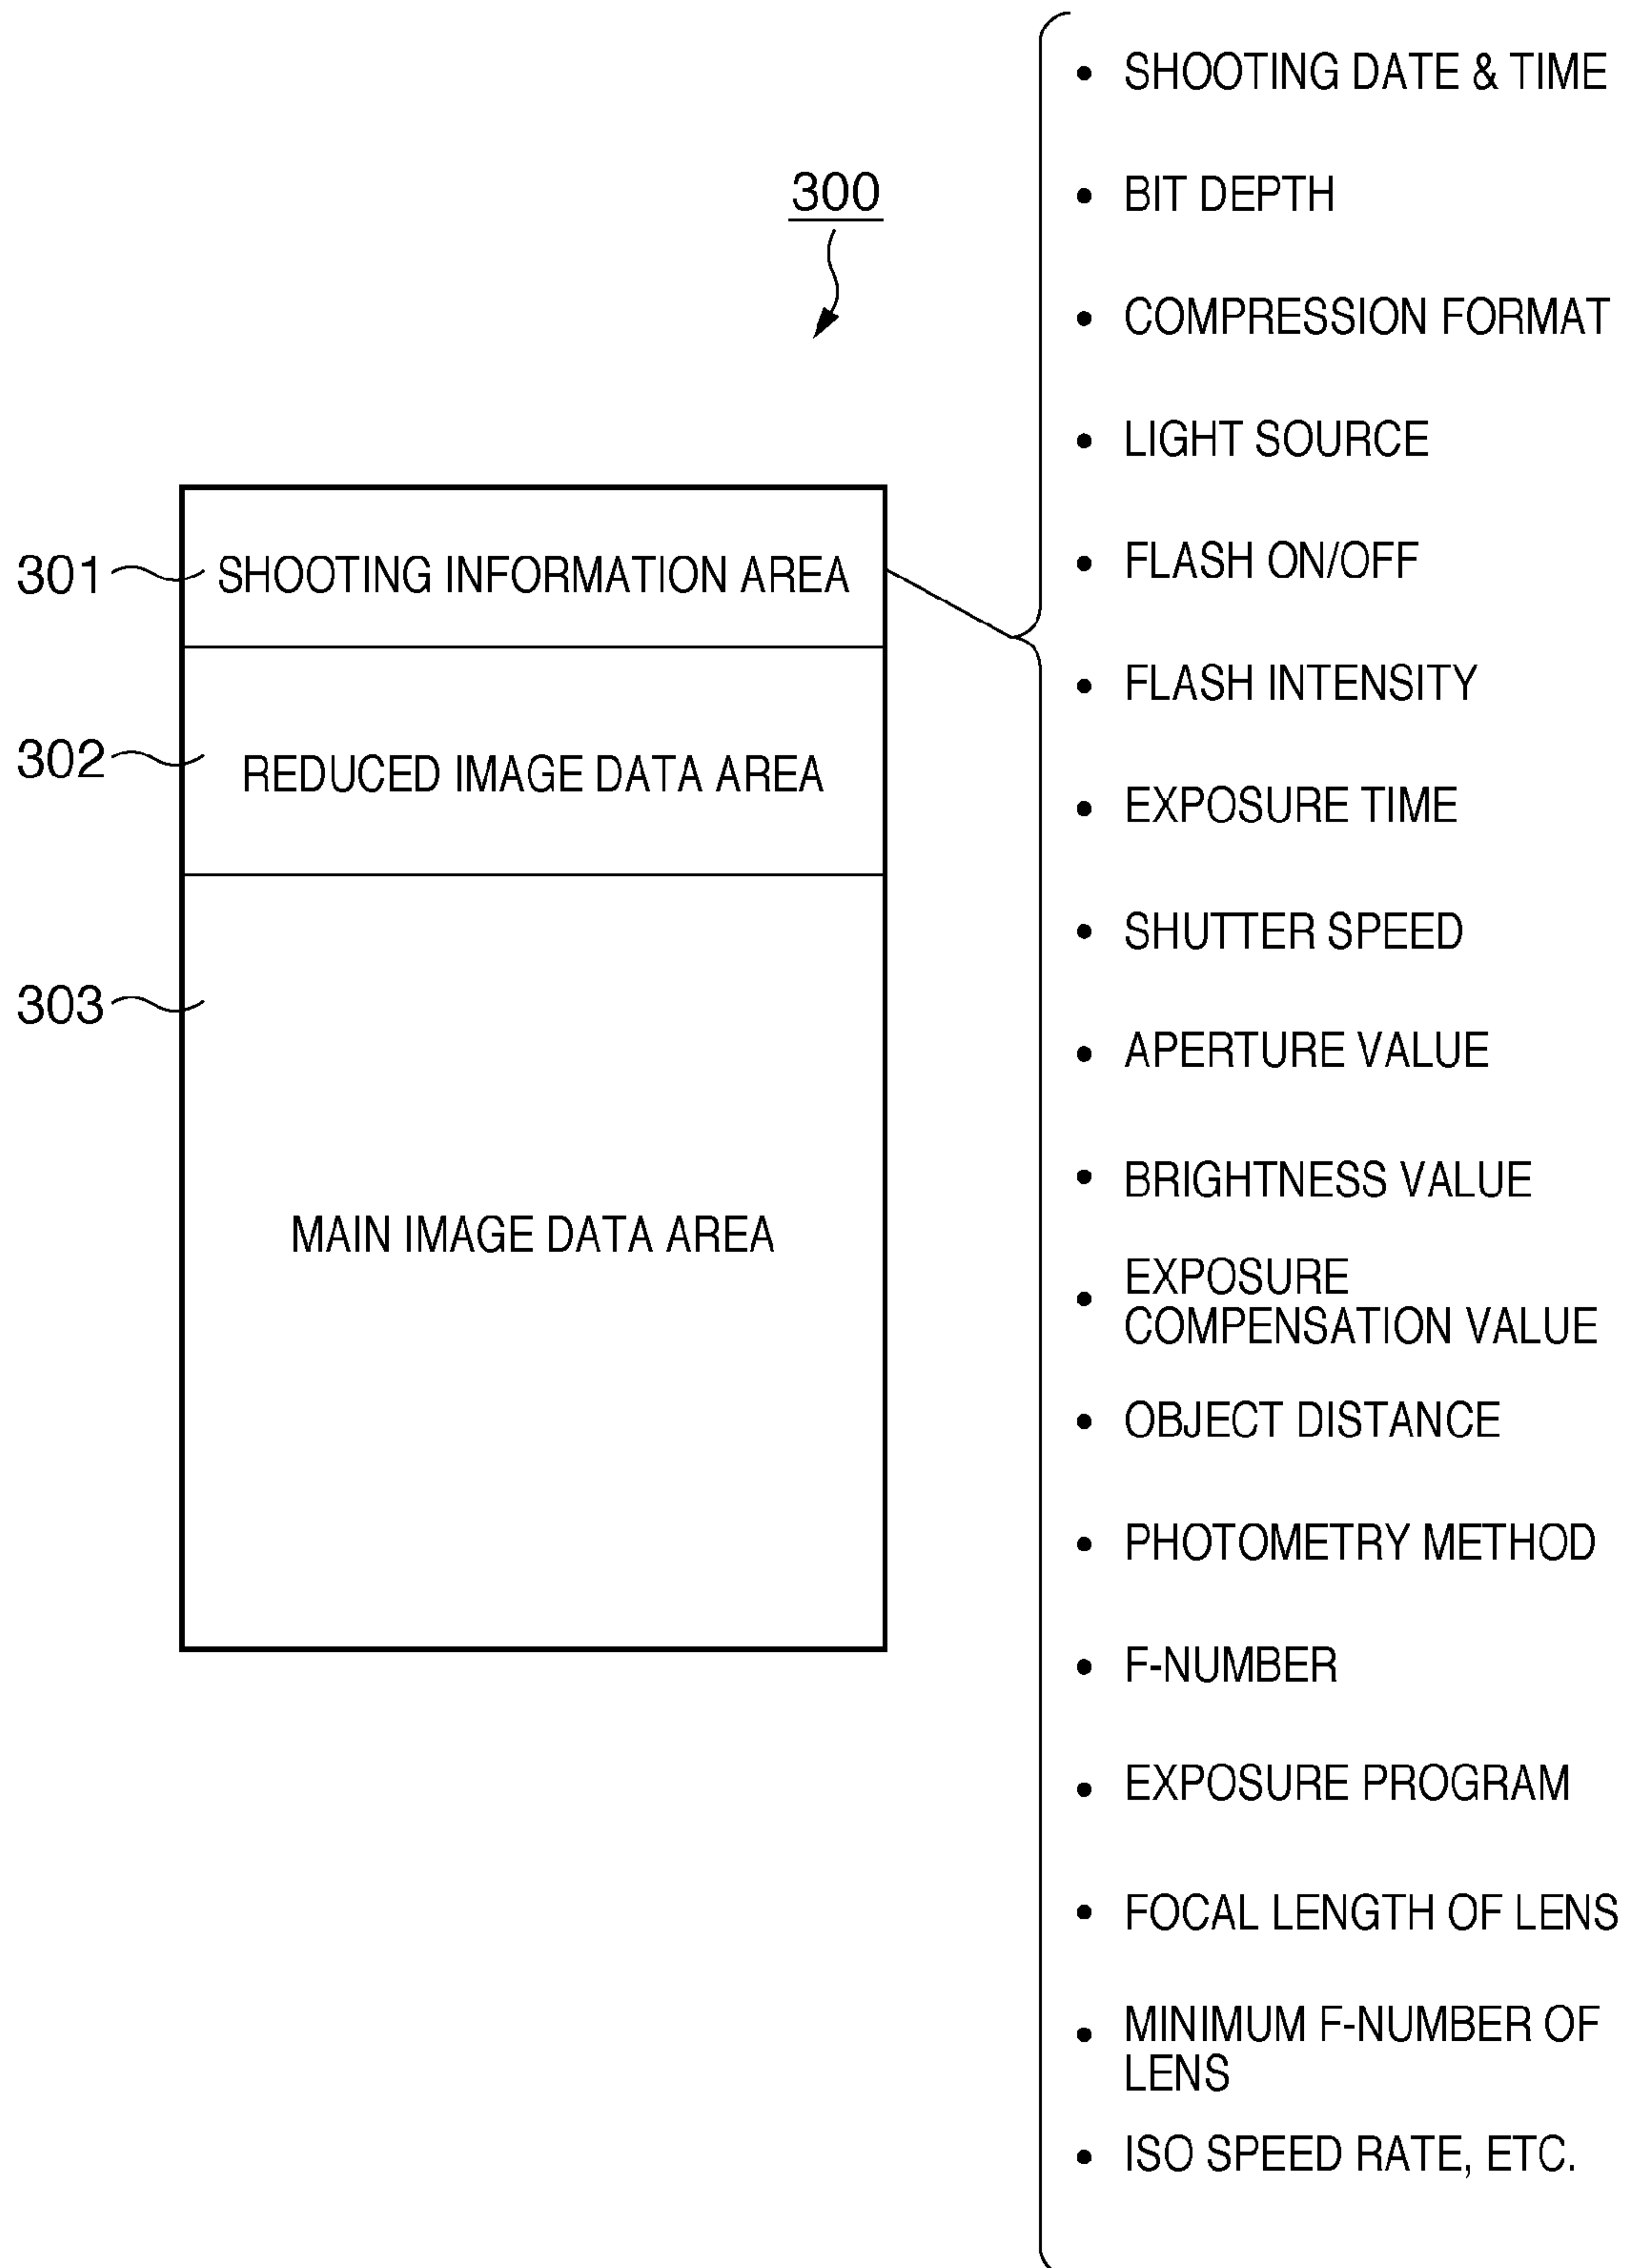 300
301
SHOOTING INFORMATION AREA
302
REDUCED IMAGE DATA AREA
303
MAIN IMAGE DATA AREA
• SHOOTING DATE & TIME
• BIT DEPTH
• COMPRESSION FORMAT
• LIGHT SOURCE
• FLASH ON/OFF
• FLASH INTENSITY
• EXPOSURE TIME
• SHUTTER SPEED
• APERTURE VALUE
• BRIGHTNESS VALUE
• EXPOSURE
COMPENSATION VALUE
• OBJECT DISTANCE
• PHOTOMETRY METHOD
• F-NUMBER
• EXPOSURE PROGRAM
• FOCAL LENGTH OF LENS
• MINIMUM F-NUMBER OF
LENS
• ISO SPEED RATE, ETC.